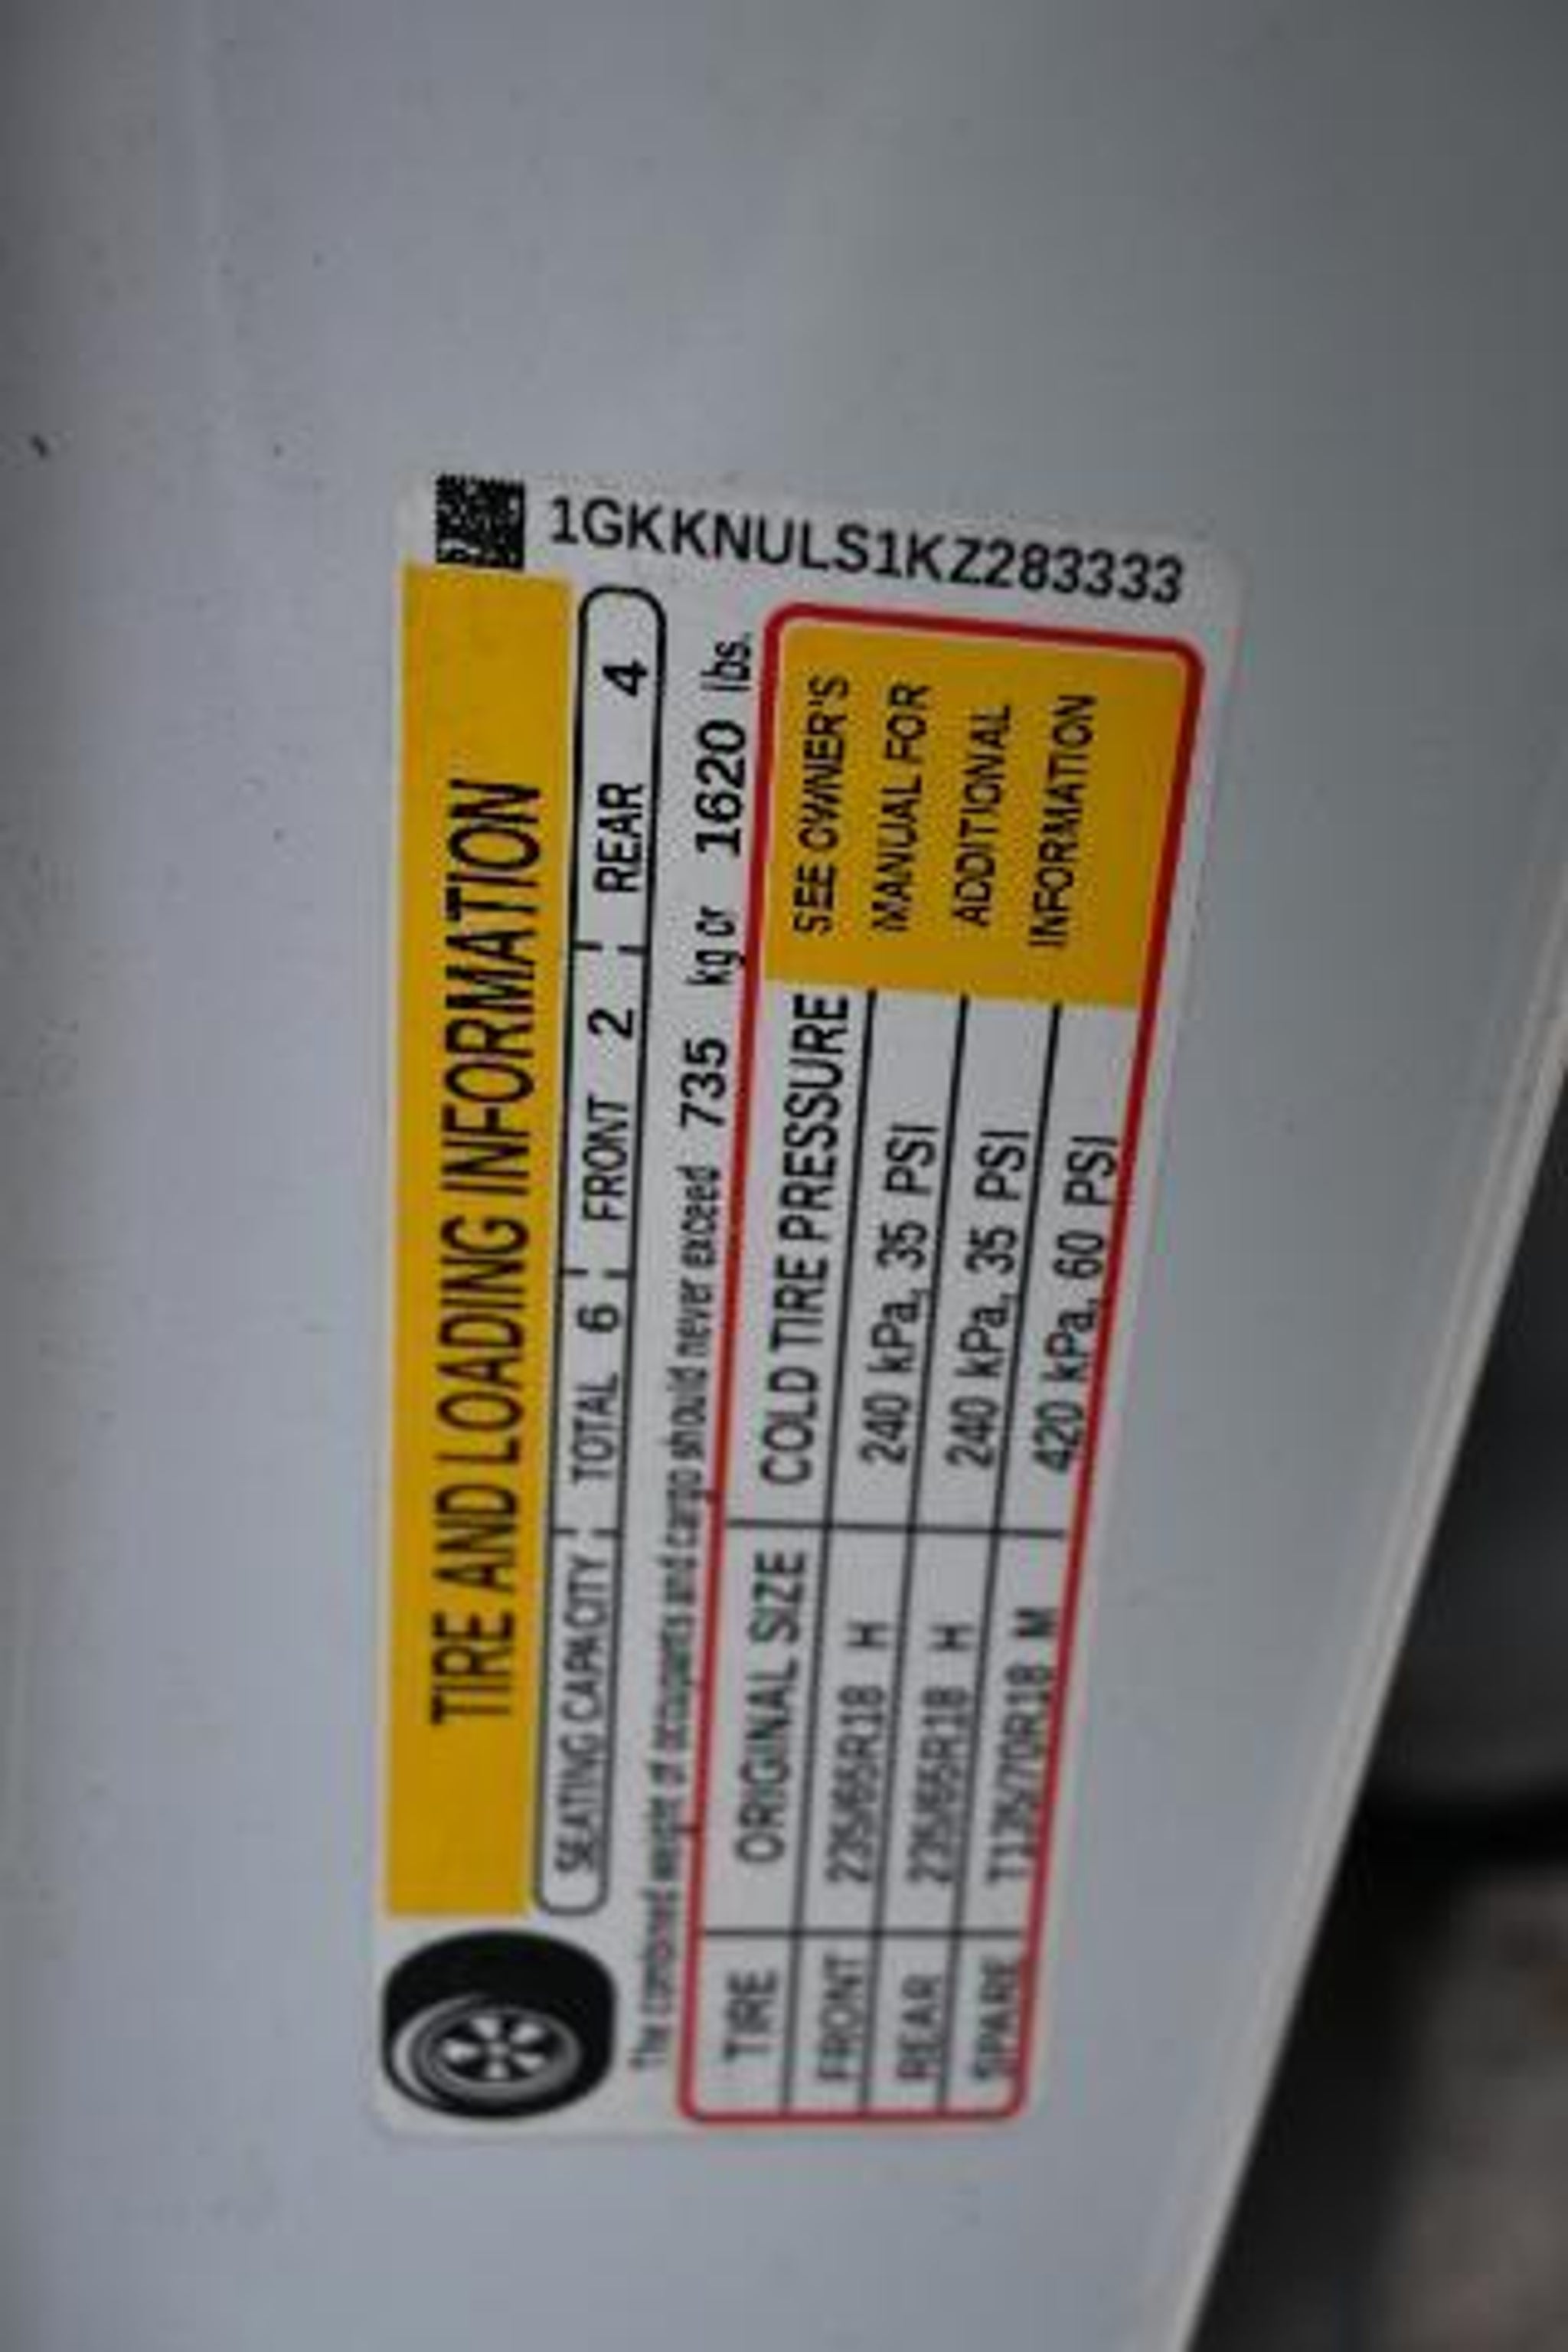 TIRE AND LOADING INFORMATION
SEATING CAPACITY TOTAL 6 FRONT 2 REAR 4
The combined weight of occupants and cargo should never exceed 735 kg or 1620 lbs.
TIRE ORIGINAL SIZE COLD TIRE PRESSURE
FRONT 235/65R18 H 240 kPa, 35 PSI
REAR 235/65R18 H 240 kPa, 35 PSI
SPARE T135/70R18 M 420 kPa, 60 PSI
SEE OWNER'S
MANUAL FOR
ADDITIONAL
INFORMATION
1GKKNULS1KZ283333